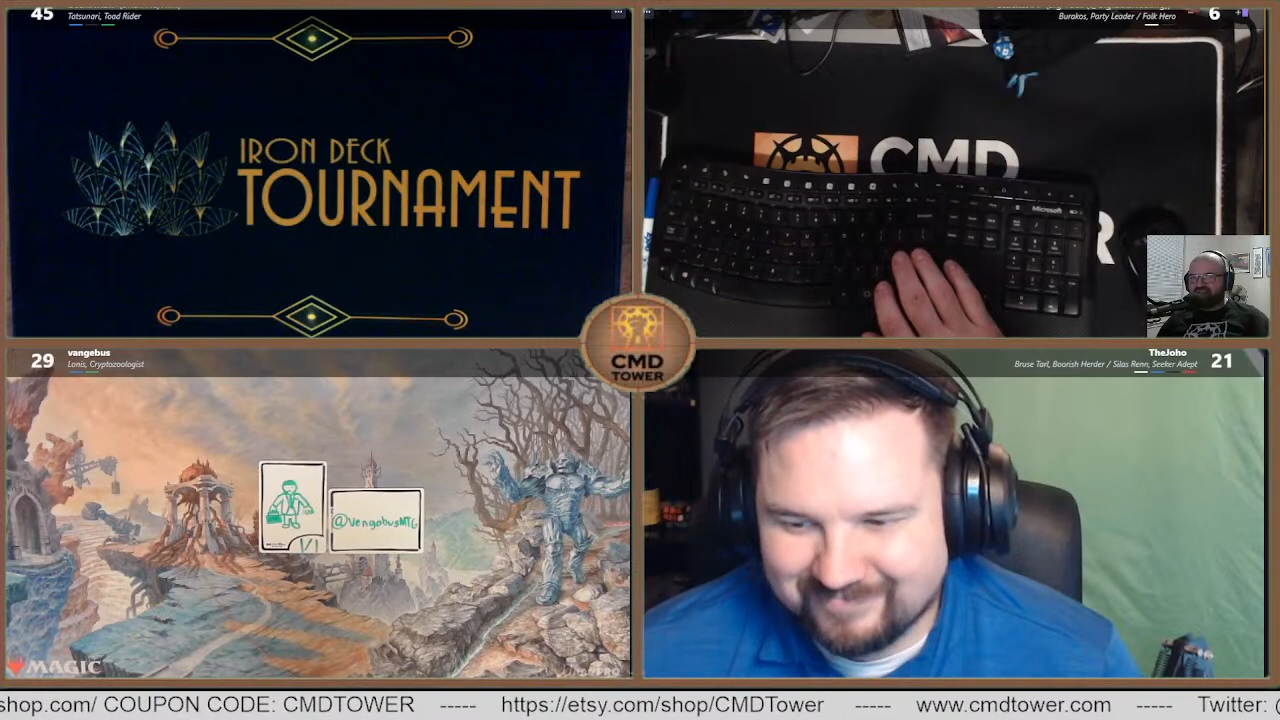 45
Tatsunari, Toad Rider
IRON DECK
TOURNAMENT
Burakos, Party Leader / Folk Hero
6
CMD
R
Microsoft
CMD
TOWER
29
vangebus
Lonis, Cryptozoologist
@VengabusMTG
MAGIC
TheJoho
Bruse Tarl, Boorish Herder / Silas Renn, Seeker Adept
21
shop.com/ COUPON CODE: CMDTOWER ----- https://etsy.com/shop/CMDTower ----- www.cmdtower.com ----- Twitter: @